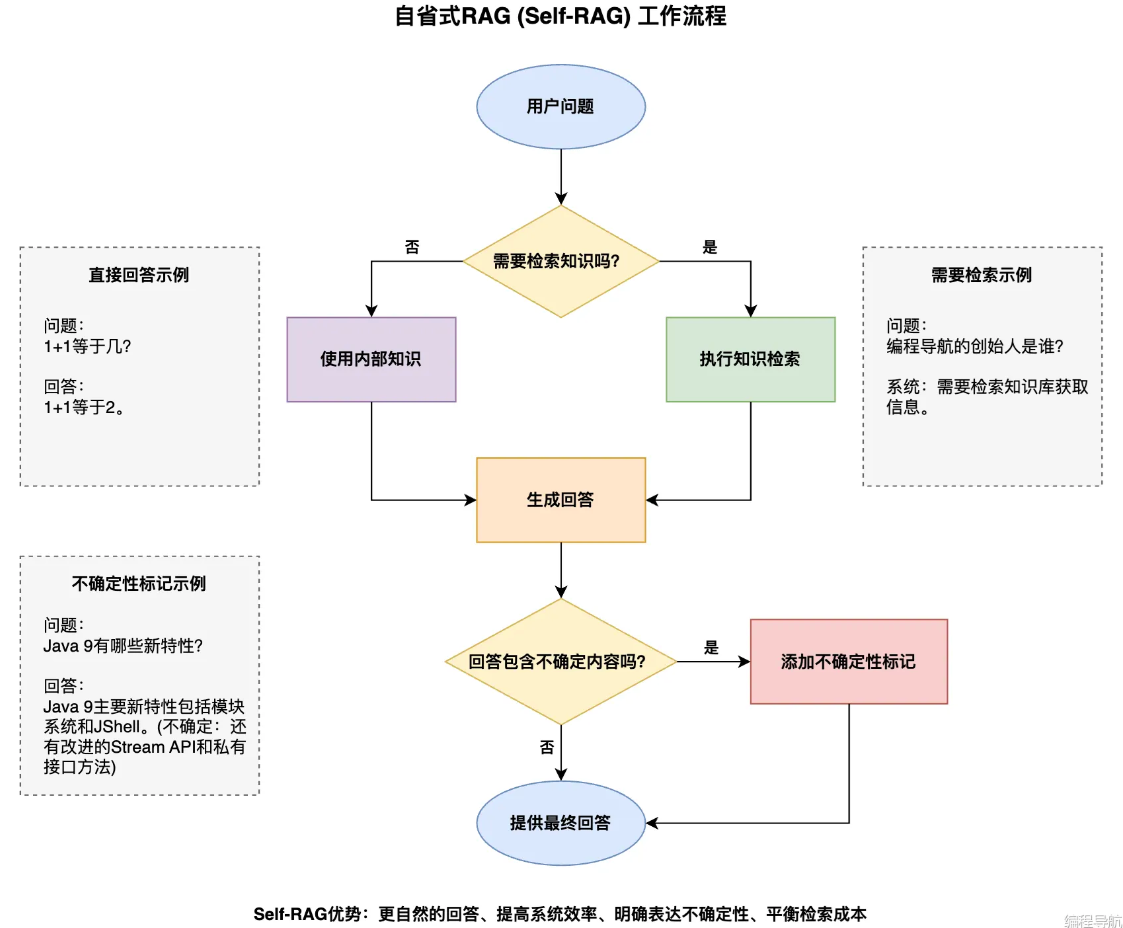 自省式RAG (Self-RAG) 工作流程
用户问题
需要检索知识吗?
否
是
直接回答示例
问题：
1+1等于几?
回答：
1+1等于2。
需要检索示例
问题：
编程导航的创始人是谁?
系统：需要检索知识库获取
信息。
使用内部知识
执行知识检索
生成回答
不确定性标记示例
问题：
Java 9有哪些新特性?
回答：
Java 9主要新特性包括模块
系统和JShell。(不确定：还
有改进的Stream API和私有
接口方法)
回答包含不确定内容吗?
是
添加不确定性标记
否
提供最终回答
Self-RAG优势：更自然的回答、提高系统效率、明确表达不确定性、平衡检索成本
编程导航